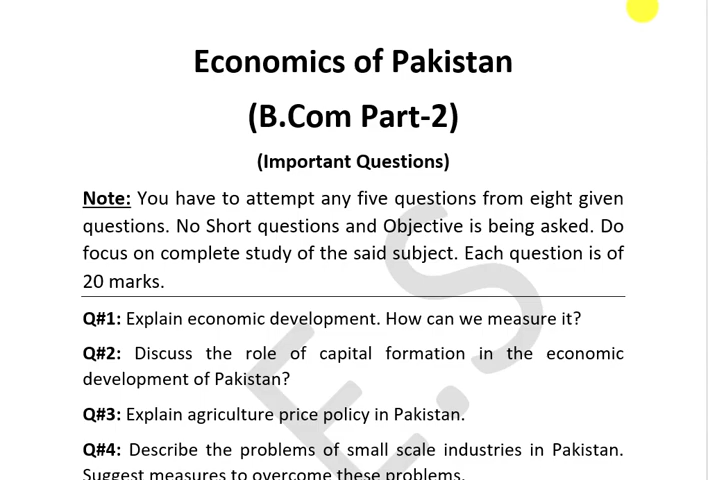 Economics of Pakistan
(B.Com Part-2)
(Important Questions)
Note: You have to attempt any five questions from eight given
questions. No Short questions and Objective is being asked. Do
focus on complete study of the said subject. Each question is of
20 marks.
Q#1: Explain economic development. How can we measure it?
Q#2: Discuss the role of capital formation in the economic
development of Pakistan?
Q#3: Explain agriculture price policy in Pakistan.
Q#4: Describe the problems of small scale industries in Pakistan.
Suggest measures to overcome these problems.
E.S